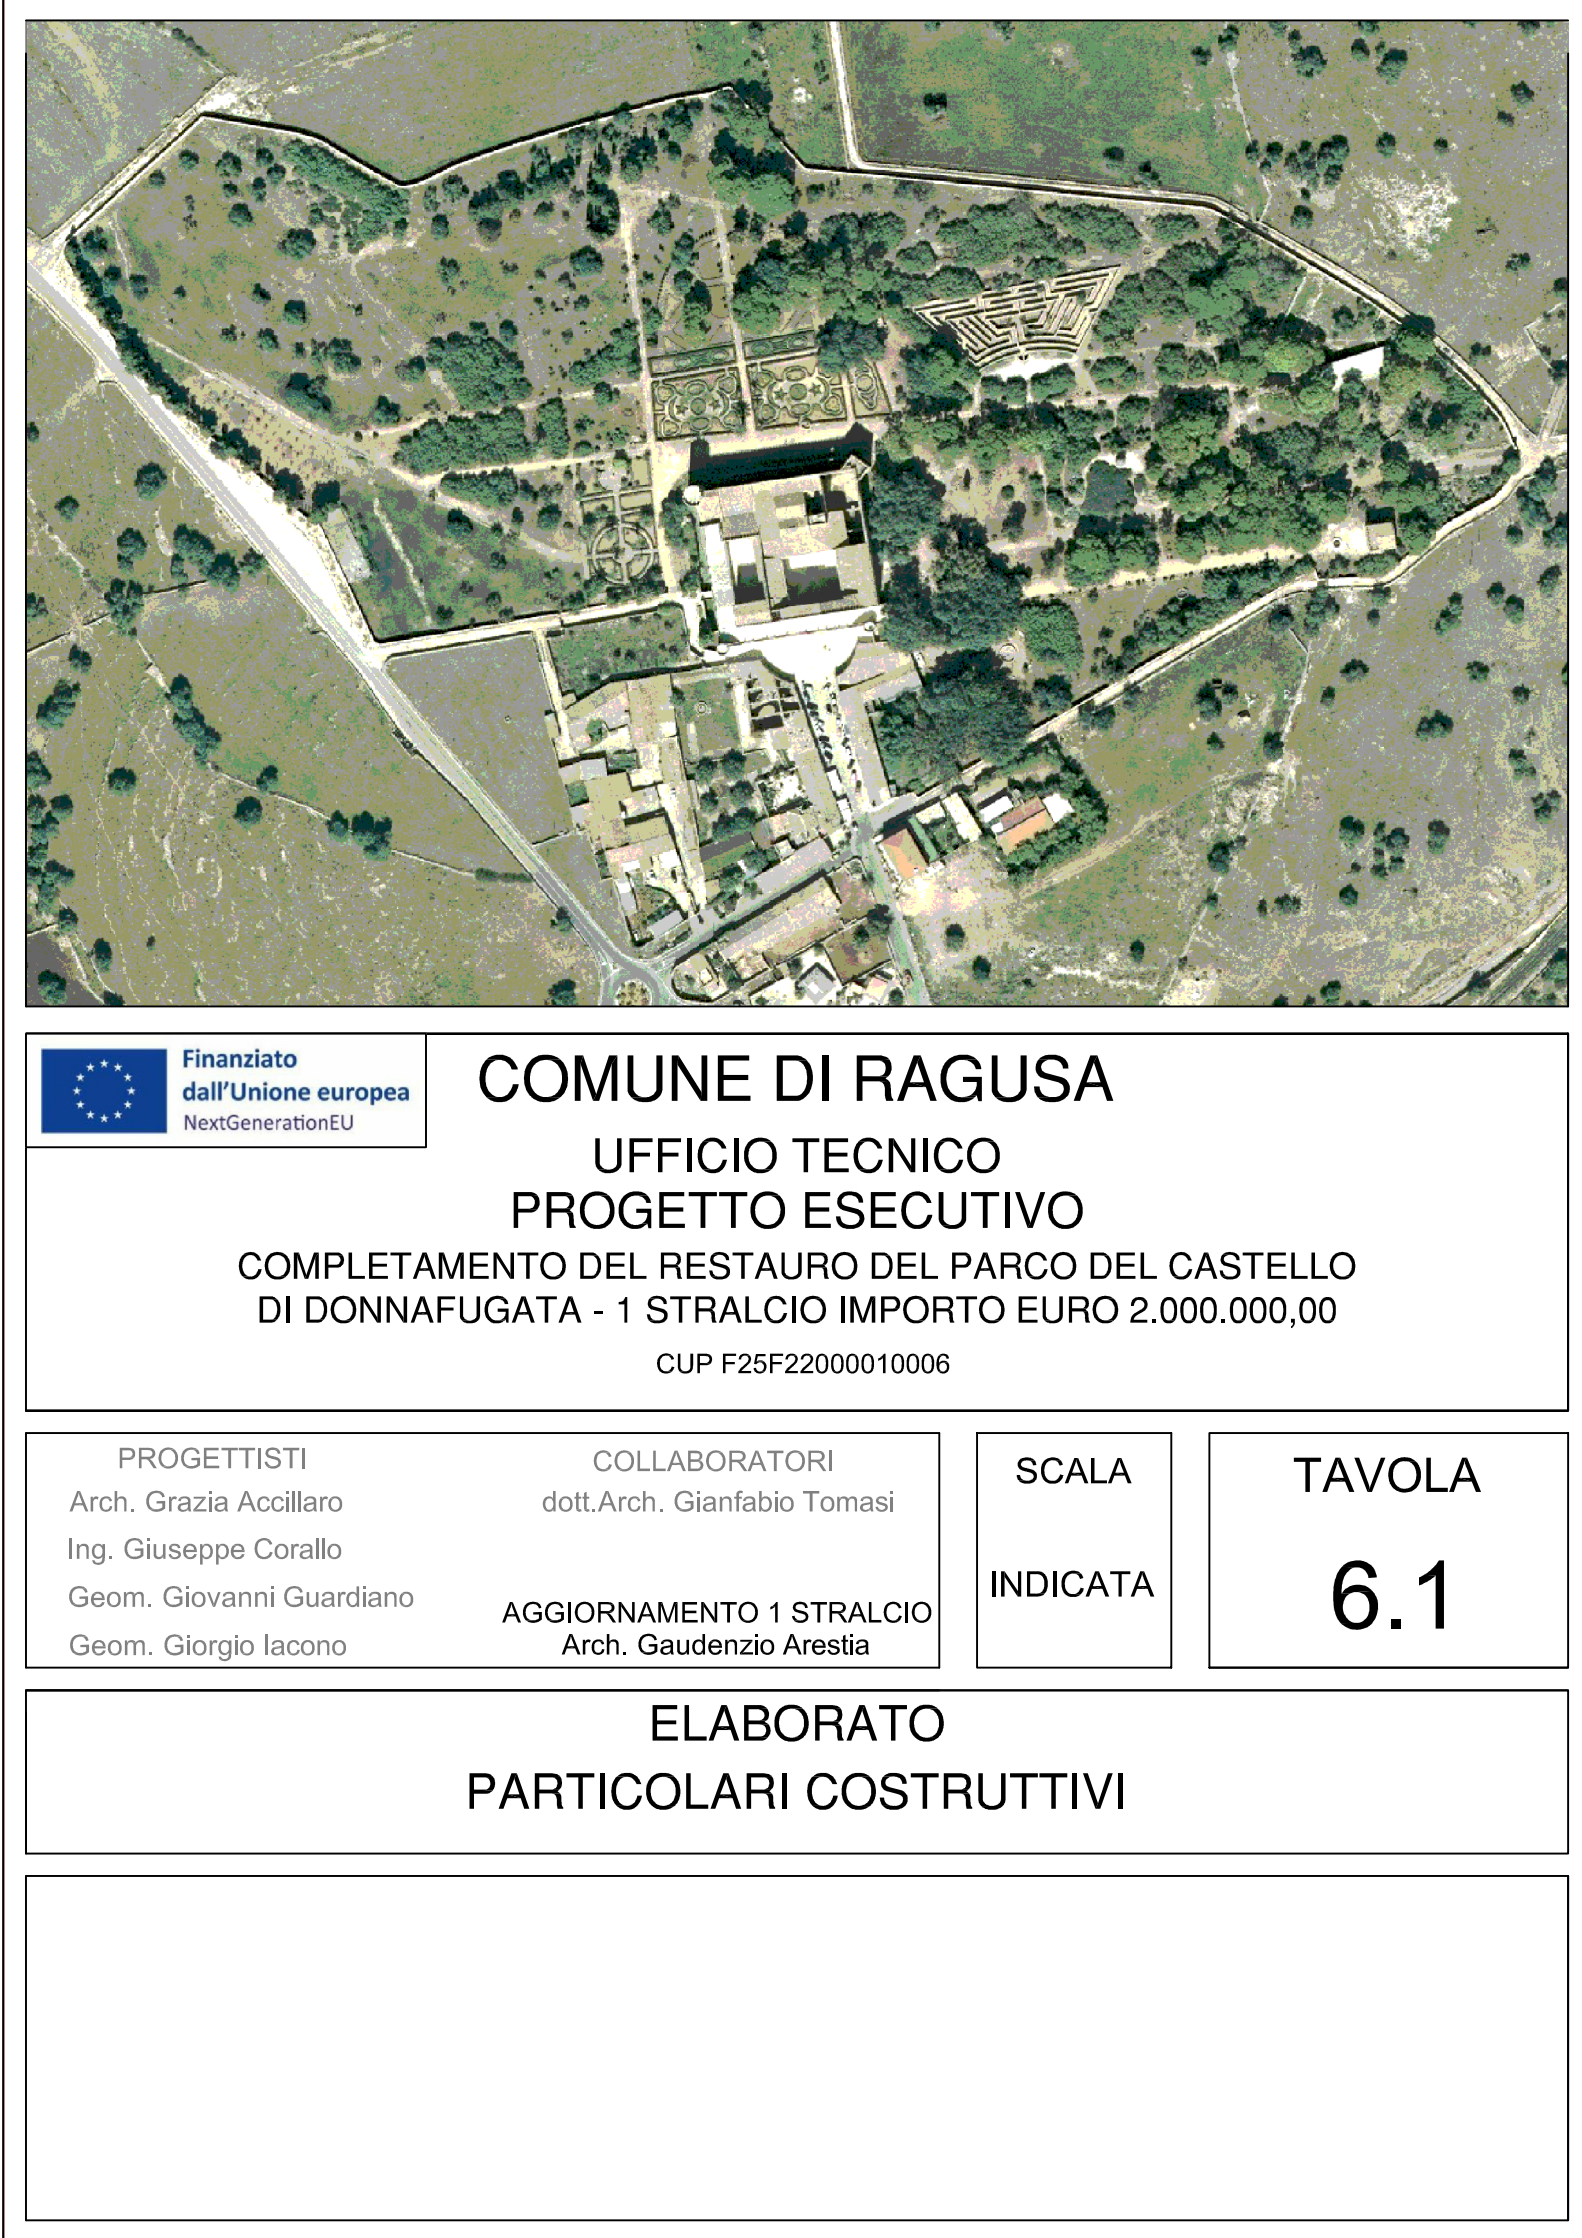 Finanziato
dall'Unione europea
NextGenerationEU
COMUNE DI RAGUSA
UFFICIO TECNICO
PROGETTO ESECUTIVO
COMPLETAMENTO DEL RESTAURO DEL PARCO DEL CASTELLO
DI DONNAFUGATA - 1 STRALCIO IMPORTO EURO 2.000.000,00
CUP F25F22000010006
PROGETTISTI
Arch. Grazia Accillaro
Ing. Giuseppe Corallo
Geom. Giovanni Guardiano
Geom. Giorgio Iacono
COLLABORATORI
dott.Arch. Gianfabio Tomasi
AGGIORNAMENTO 1 STRALCIO
Arch. Gaudenzio Arestia
SCALA
INDICATA
TAVOLA
6.1
ELABORATO
PARTICOLARI COSTRUTTIVI